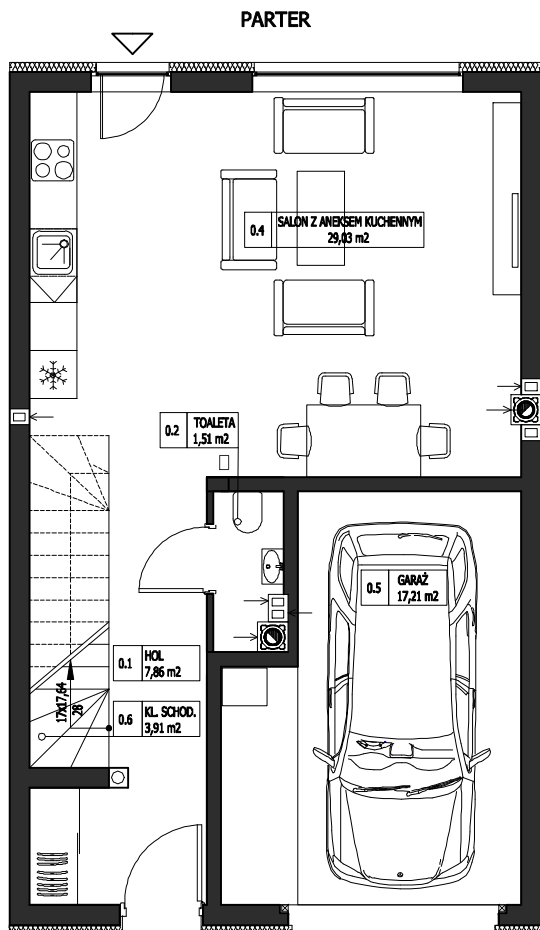 PARTER
0.4 SALON Z ANEKSEM KUCHENNYM
29,03 m2
0.2 TOALETA
1,51 m2
0.5 GARAŻ
17,21 m2
0.1 HOL
7,86 m2
17x17,64
28
0.6 KL. SCHOD.
3,91 m2